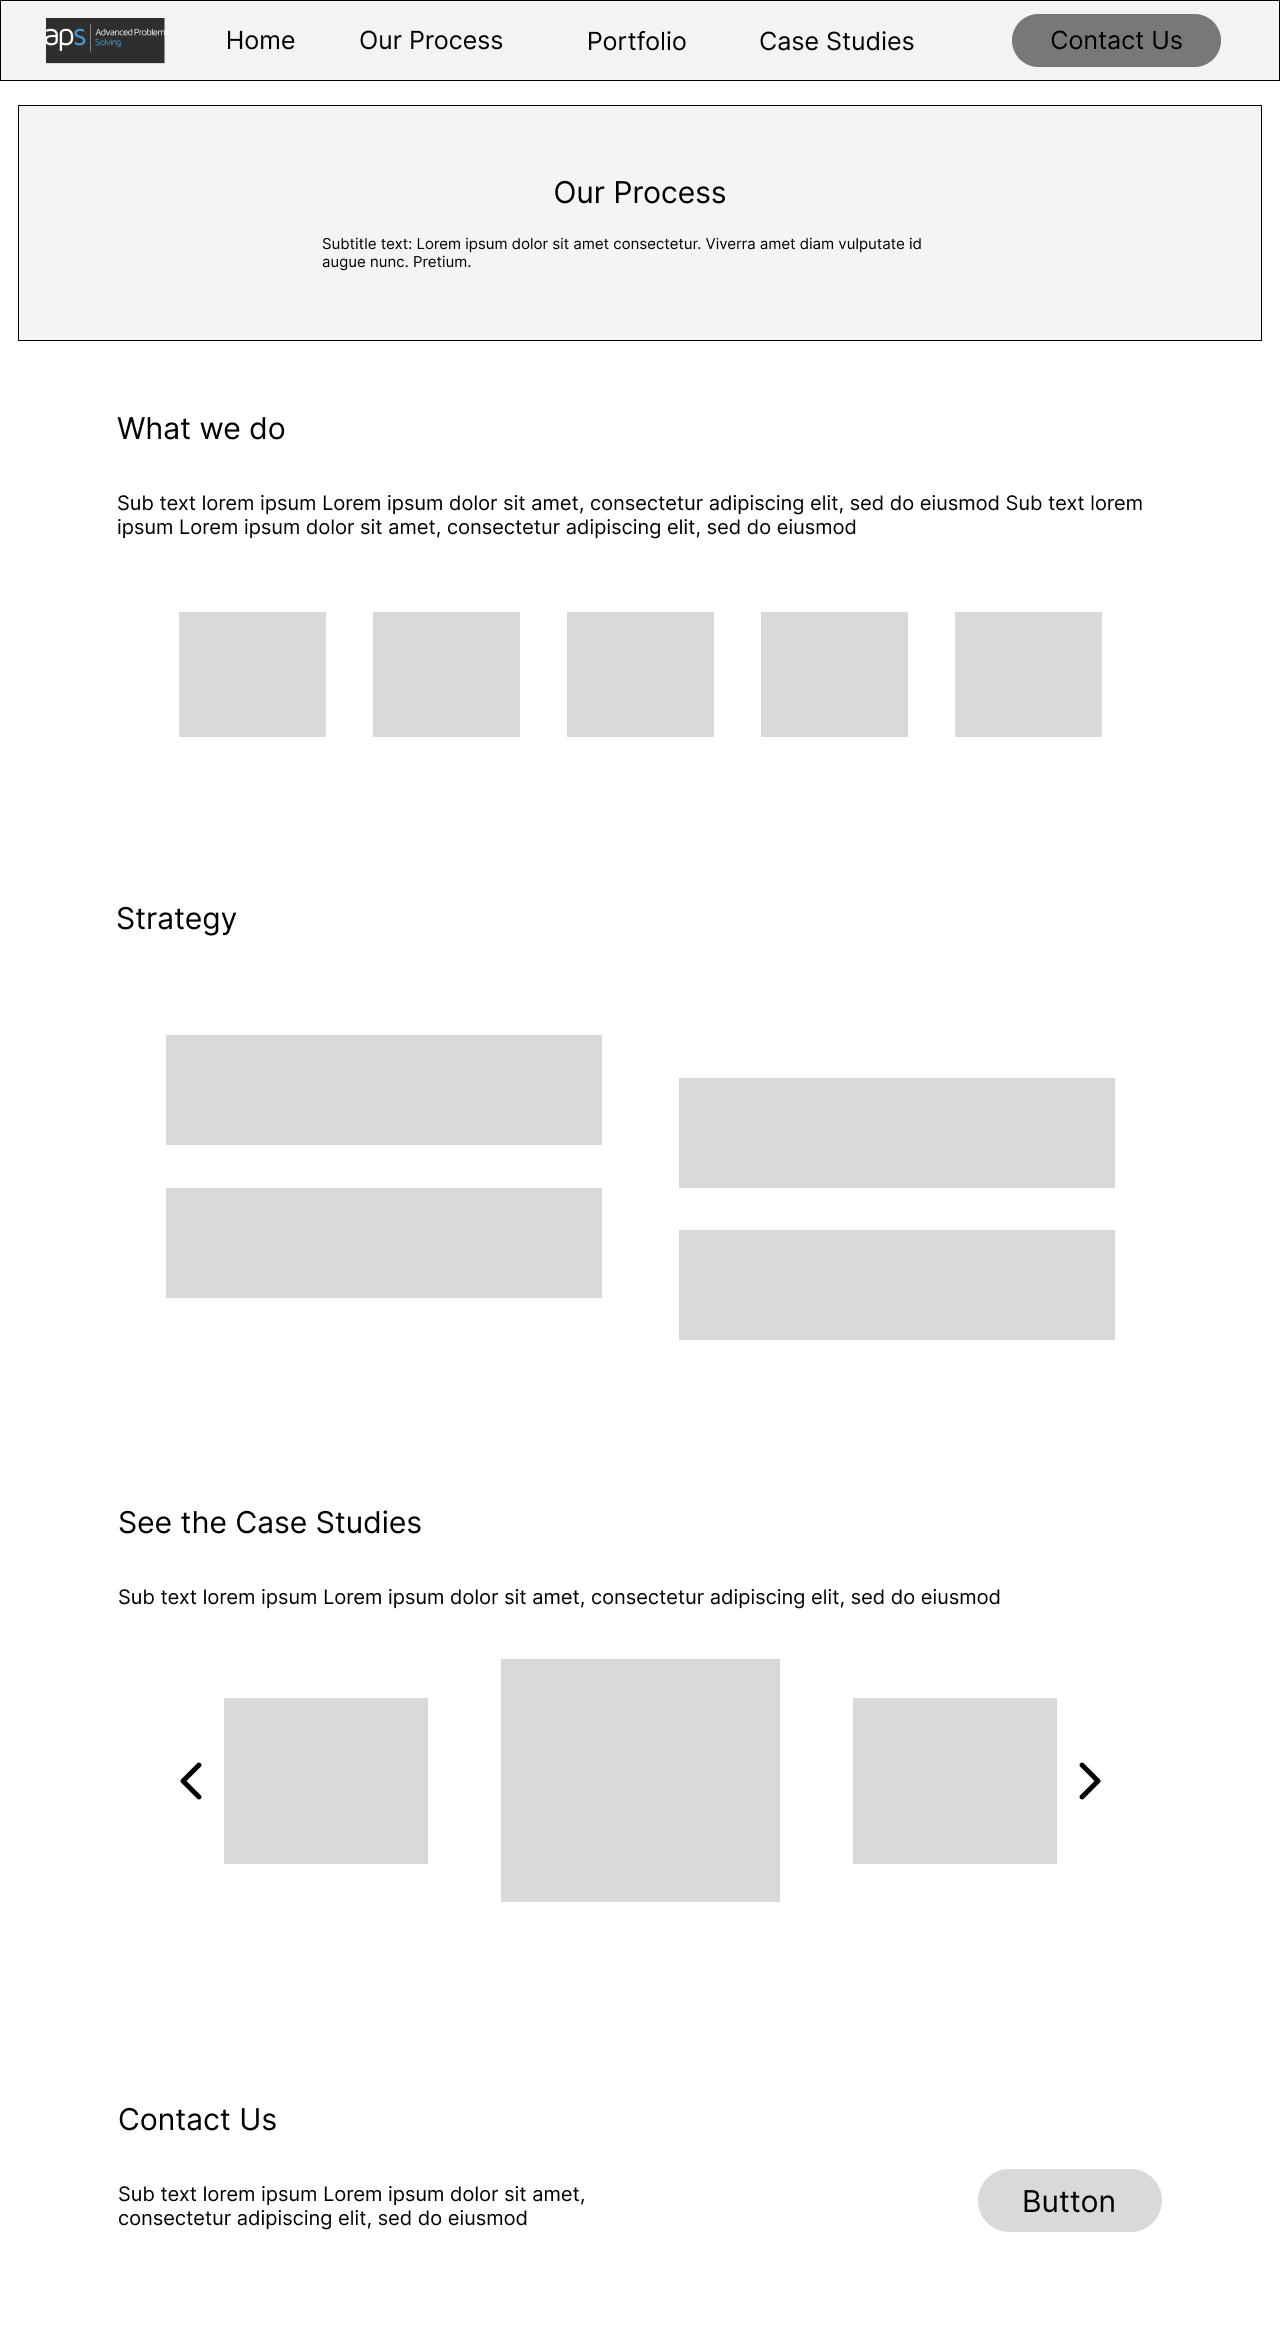 aps Advanced Problem
Solving
Home Our Process Portfolio Case Studies Contact Us
Our Process
Subtitle text: Lorem ipsum dolor sit amet consectetur. Viverra amet diam vulputate id
augue nunc. Pretium.
What we do
Sub text lorem ipsum Lorem ipsum dolor sit amet, consectetur adipiscing elit, sed do eiusmod Sub text lorem
ipsum Lorem ipsum dolor sit amet, consectetur adipiscing elit, sed do eiusmod
Strategy
See the Case Studies
Sub text lorem ipsum Lorem ipsum dolor sit amet, consectetur adipiscing elit, sed do eiusmod
Contact Us
Sub text lorem ipsum Lorem ipsum dolor sit amet,
consectetur adipiscing elit, sed do eiusmod
Button